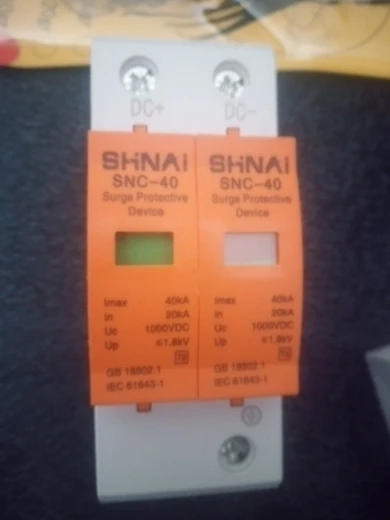 DC+
DC-
SHNAI
SNC-40
Surge Protective
Device
Imax 40kA
In 20kA
Uc 1000VDC
Up ≤1.8kV
T2
GB 18802.1
IEC 61643-1
SHNAI
SNC-40
Surge Protective
Device
Imax 40kA
In 20kA
Uc 1000VDC
Up ≤1.8kV
T2
GB 18802.1
IEC 61643-1